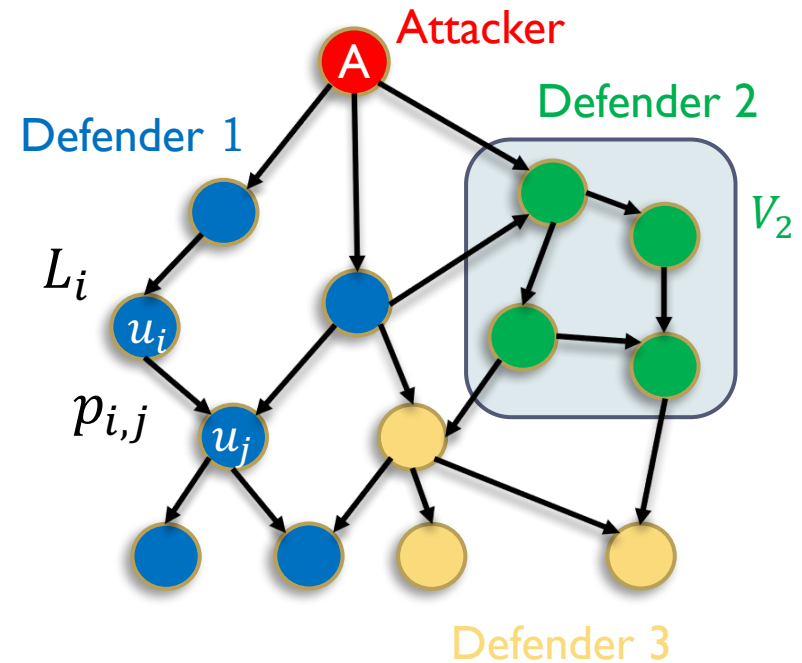 Attacker
A
Defender 2
Defender 1
V₂
Lᵢ
uᵢ
pᵢ,ⱼ
uⱼ
Defender 3